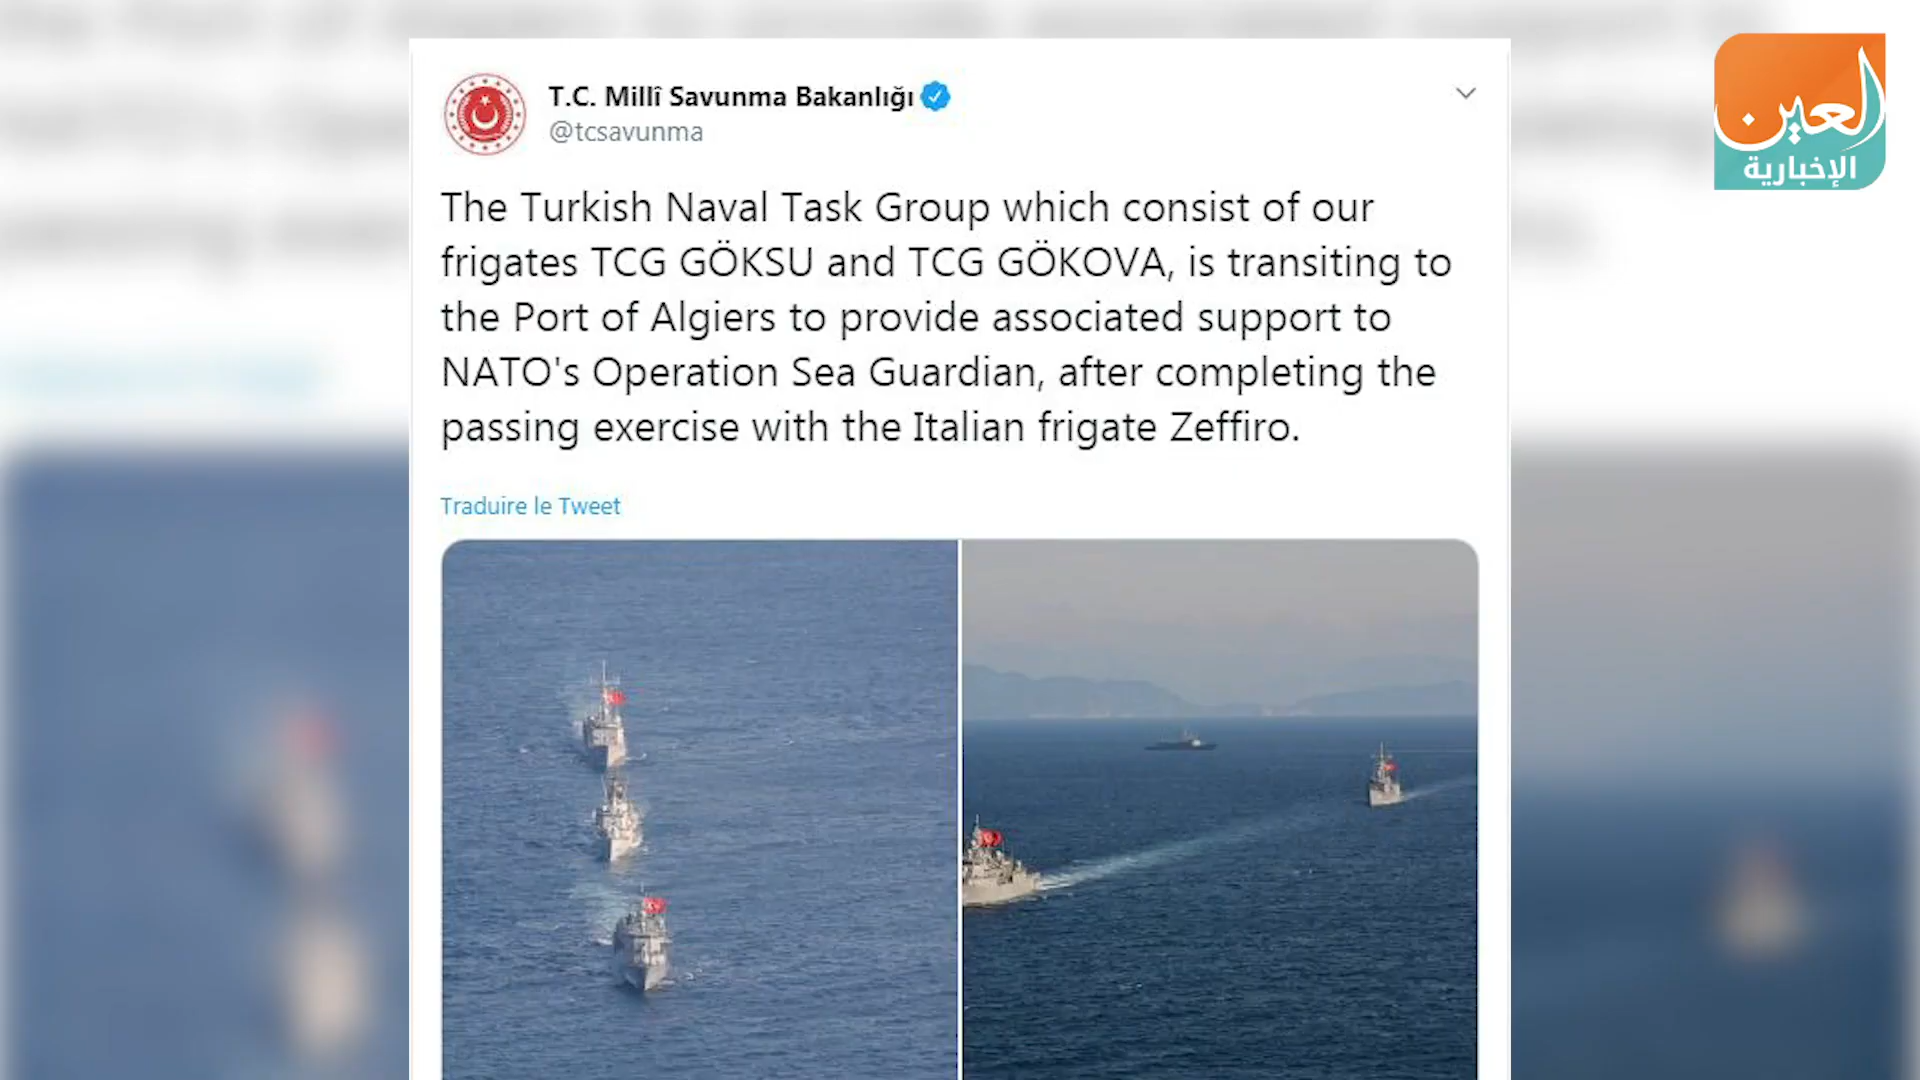 T.C. Millî Savunma Bakanlığı
@tcsavunma
The Turkish Naval Task Group which consist of our
frigates TCG GÖKSU and TCG GÖKOVA, is transiting to
the Port of Algiers to provide associated support to
NATO's Operation Sea Guardian, after completing the
passing exercise with the Italian frigate Zeffiro.
Traduire le Tweet
العين
الإخبارية